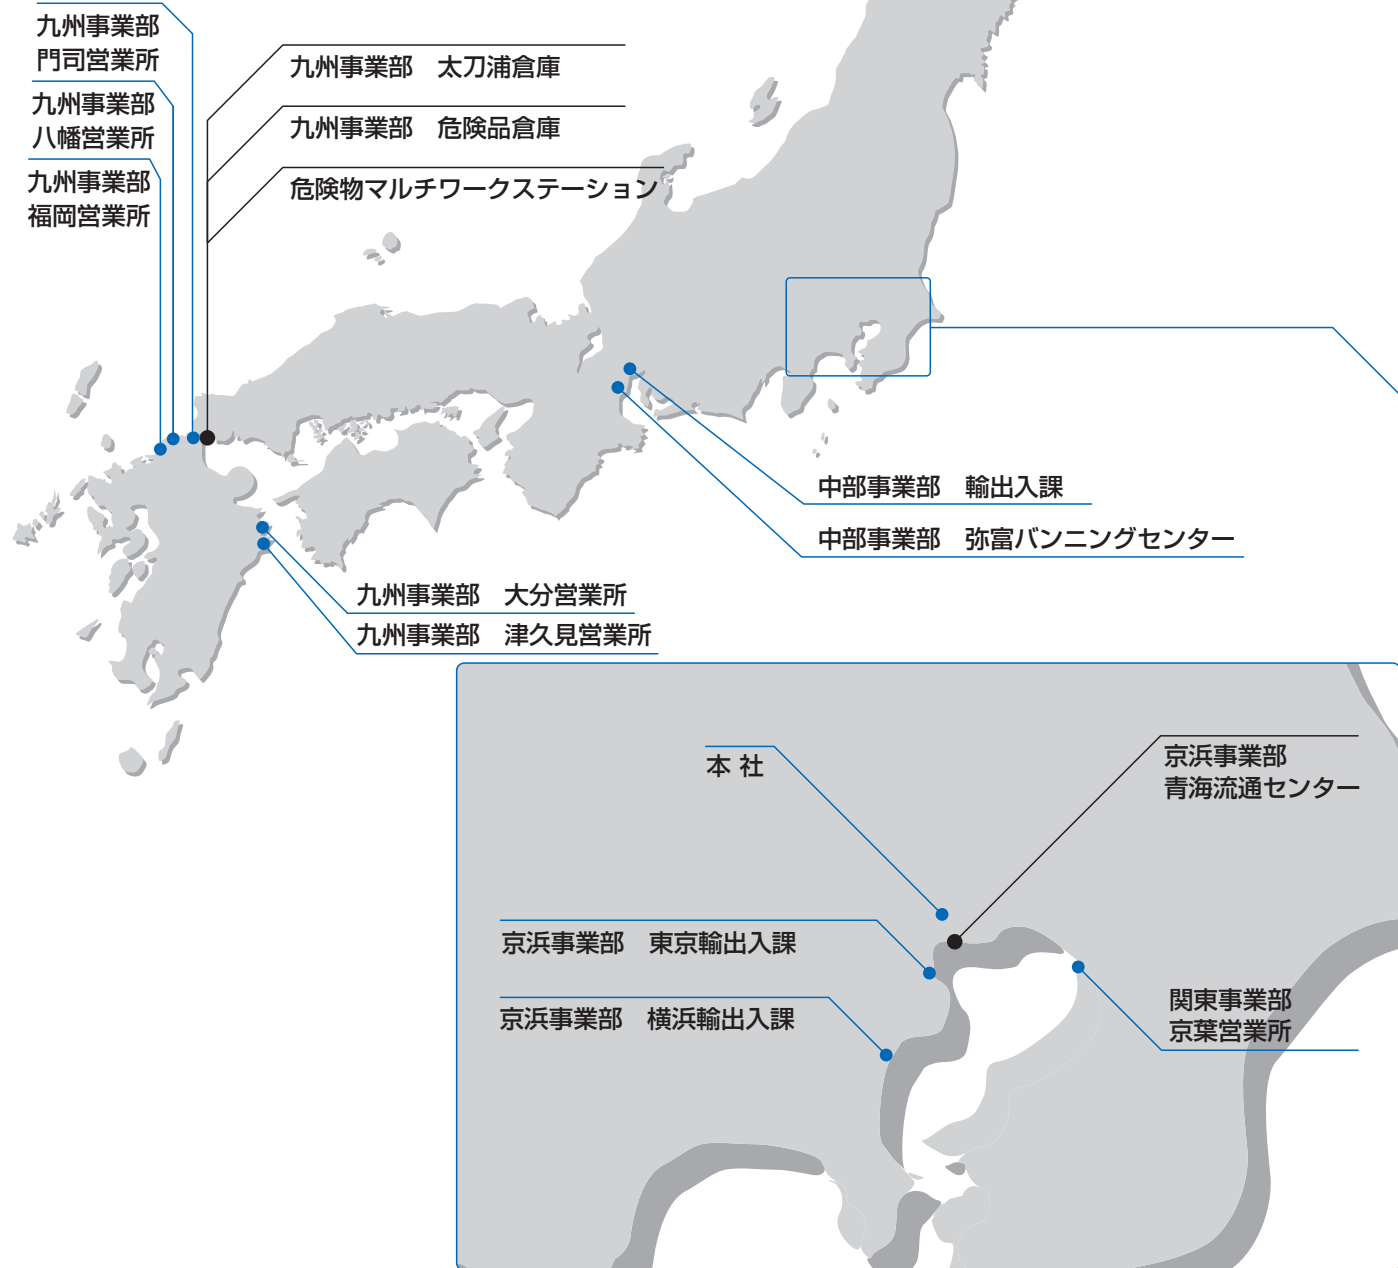 九州事業部
門司営業所
九州事業部
八幡営業所
九州事業部
福岡営業所
九州事業部　太刀浦倉庫
九州事業部　危険品倉庫
危険物マルチワークステーション
中部事業部　輸出入課
中部事業部　弥富バンニングセンター
九州事業部　大分営業所
九州事業部　津久見営業所
本 社
京浜事業部
青海流通センター
京浜事業部　東京輸出入課
京浜事業部　横浜輸出入課
関東事業部
京葉営業所